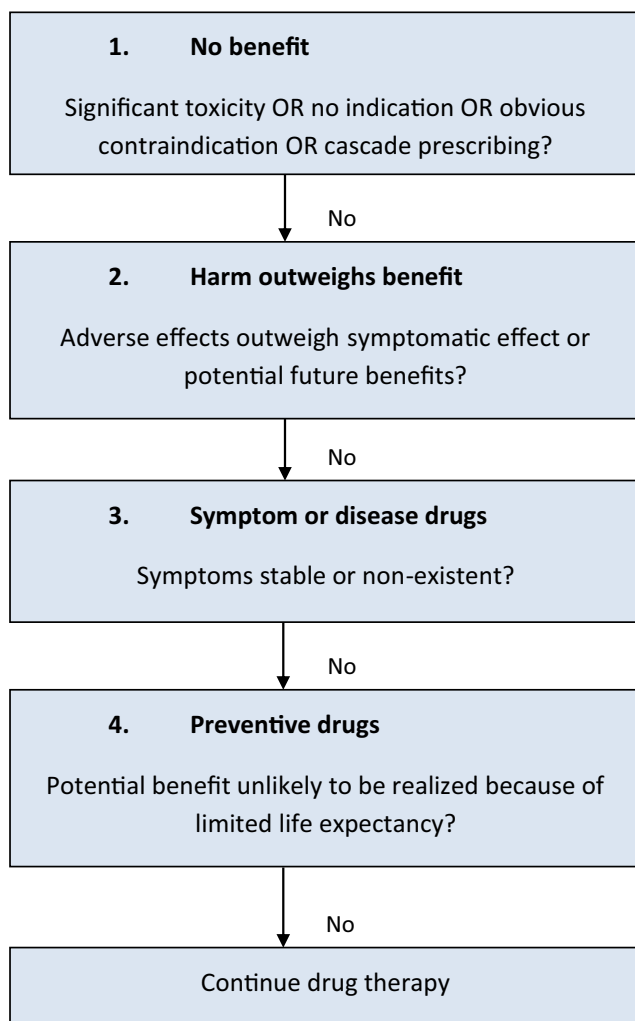 1. No benefit
Significant toxicity OR no indication OR obvious
contraindication OR cascade prescribing?
No
2. Harm outweighs benefit
Adverse effects outweigh symptomatic effect or
potential future benefits?
No
3. Symptom or disease drugs
Symptoms stable or non-existent?
No
4. Preventive drugs
Potential benefit unlikely to be realized because of
limited life expectancy?
No
Continue drug therapy